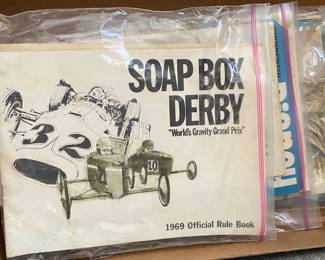 SOAP BOX
DERBY
"World's Gravity Grand Prix"
32
10
1969 Official Rule Book